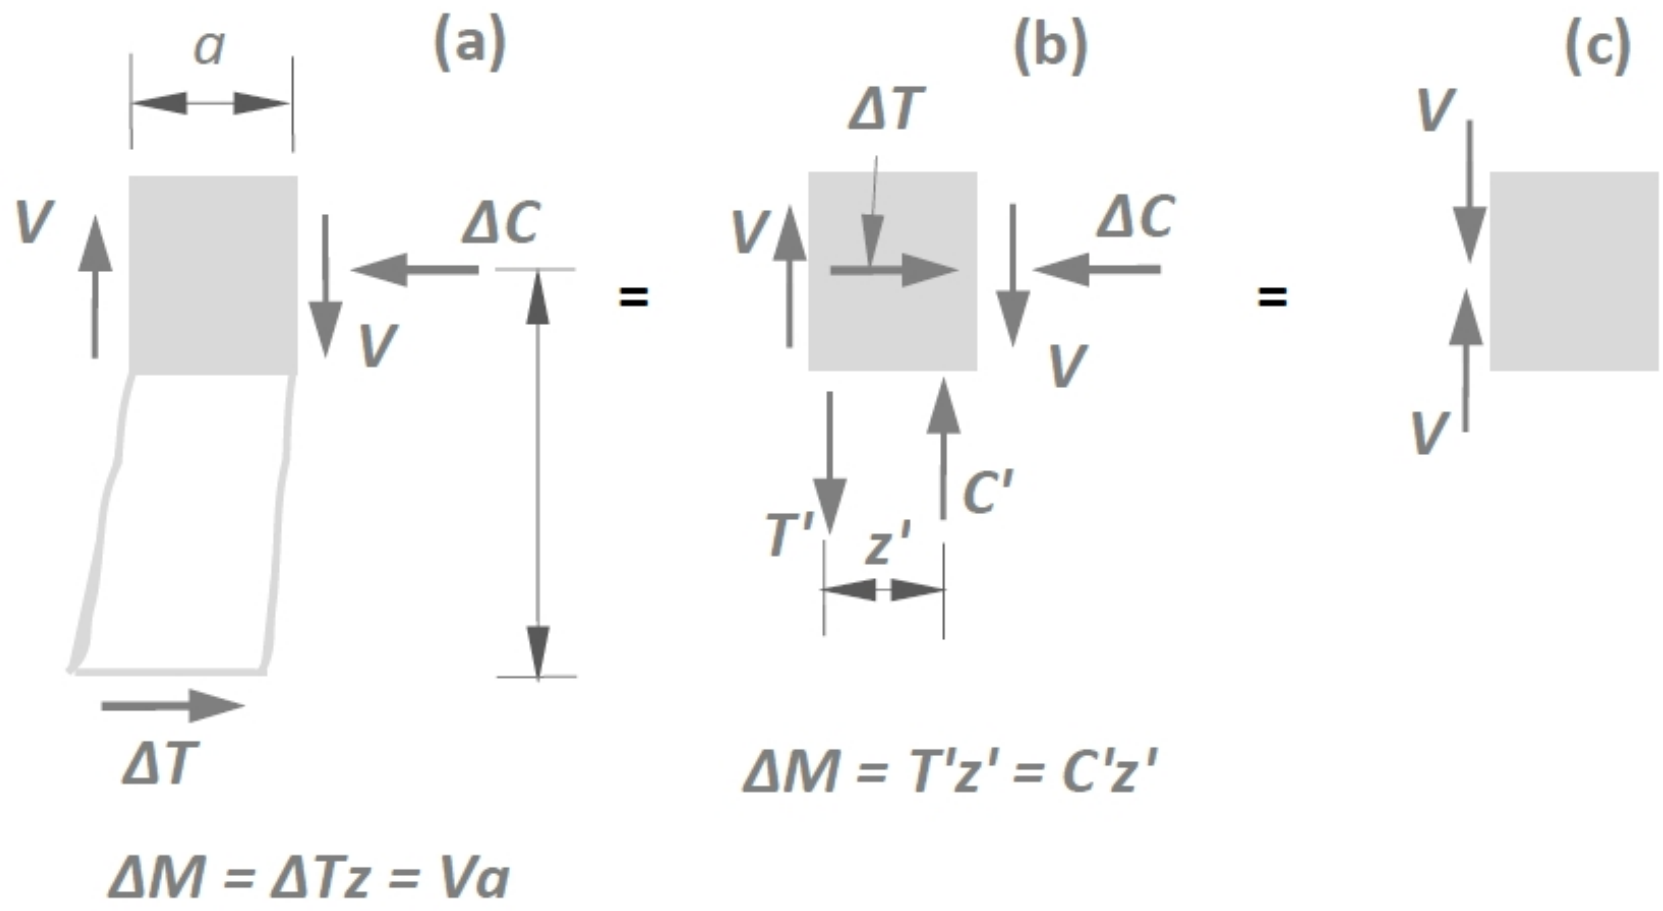 a
(a)
(b)
(c)
V
ΔC
V
ΔT
ΔM = ΔTz = Va
=
ΔT
V
ΔC
V
T'
C'
z'
ΔM = T'z' = C'z'
=
V
V